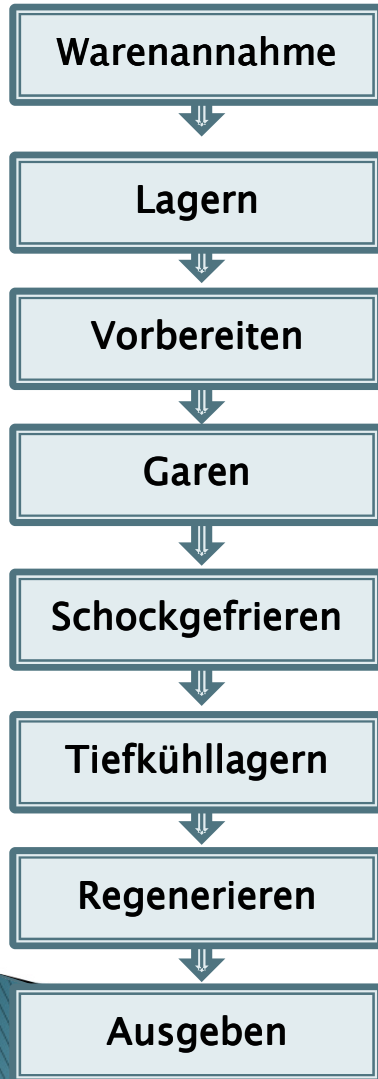 Warenannahme
Lagern
Vorbereiten
Garen
Schockgefrieren
Tiefkühllagern
Regenerieren
Ausgeben